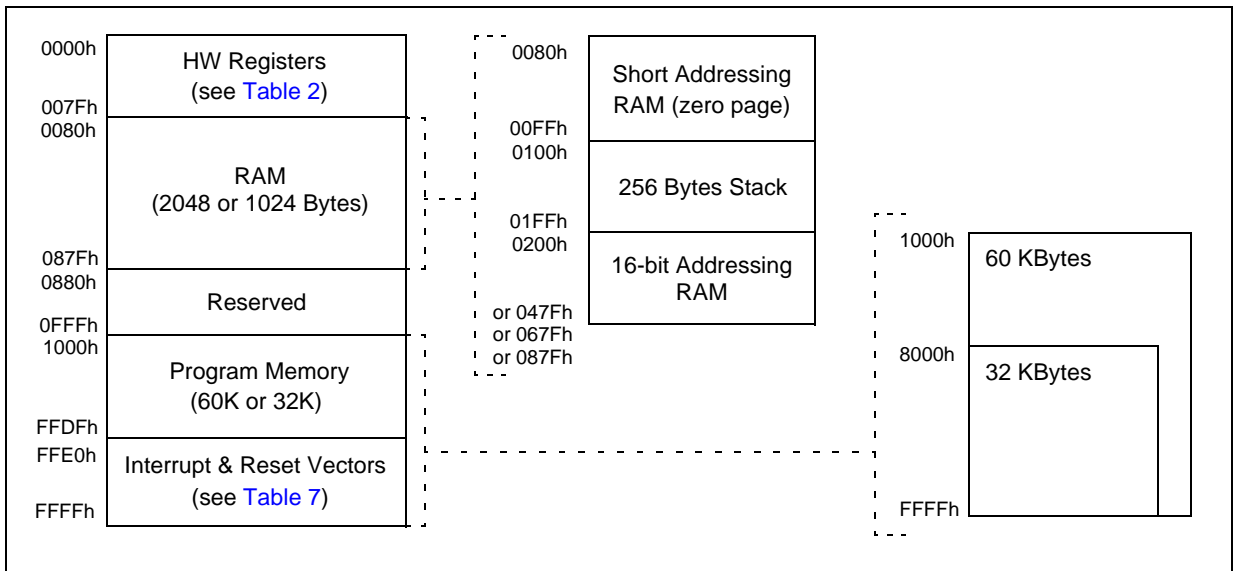 0000h
HW Registers
(see Table 2)
007Fh
0080h
RAM
(2048 or 1024 Bytes)
087Fh
0880h
Reserved
0FFFh
1000h
Program Memory
(60K or 32K)
FFDFh
FFE0h
Interrupt & Reset Vectors
(see Table 7)
FFFFh
0080h
Short Addressing
RAM (zero page)
00FFh
0100h
256 Bytes Stack
01FFh
0200h
16-bit Addressing
RAM
or 047Fh
or 067Fh
or 087Fh
1000h
60 KBytes
8000h
32 KBytes
FFFFh